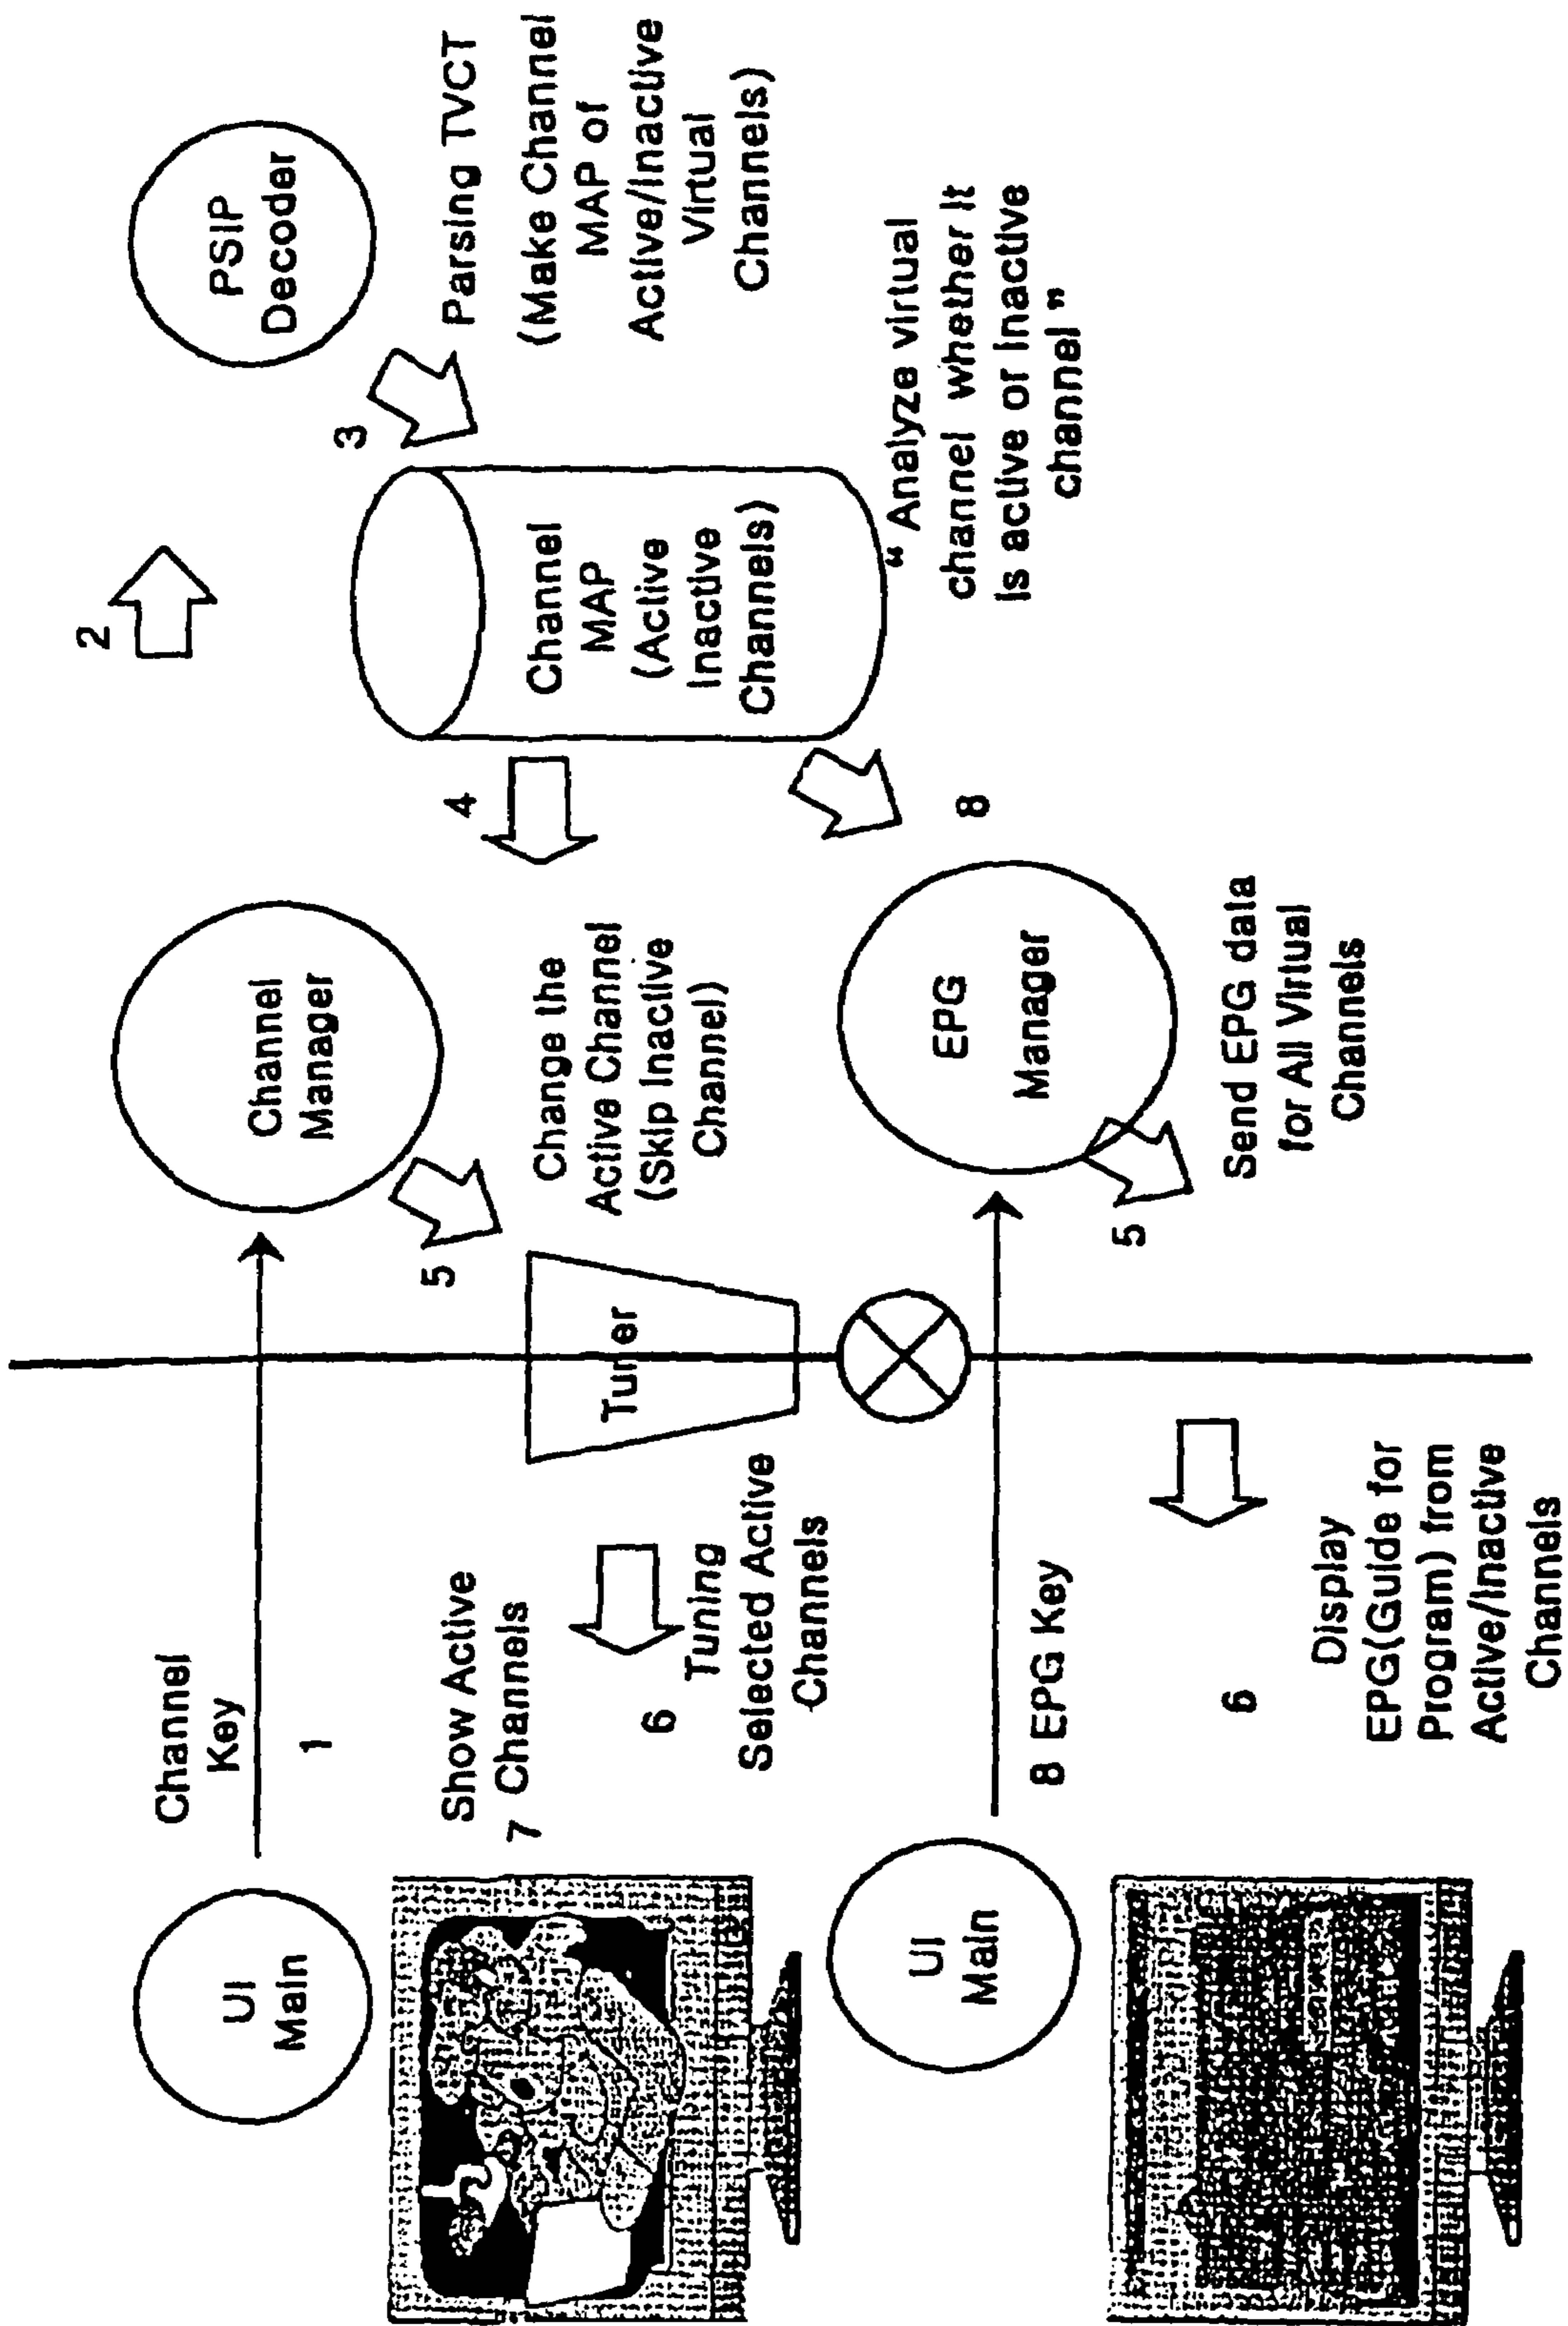 UI
Main
Channel
Key
1
Channel
Manager
2
PSIP
Decoder
3
Parsing TVCT
(Make Channel
MAP of
Active/Inactive
Virtual
Channels)
Channel
MAP
(Active
Inactive
Channels)
4
5
Change the
Active Channel
(Skip Inactive
Channel)
Tuner
Show Active
7 Channels
6
Tuning
Selected Active
Channels
“ Analyze virtual
channel whether it
is active or inactive
channel ”
8
UI
Main
8 EPG Key
EPG
Manager
5
Send EPG data
for All Virtual
Channels
6
Display
EPG(Guide for
Program) from
Active/Inactive
Channels